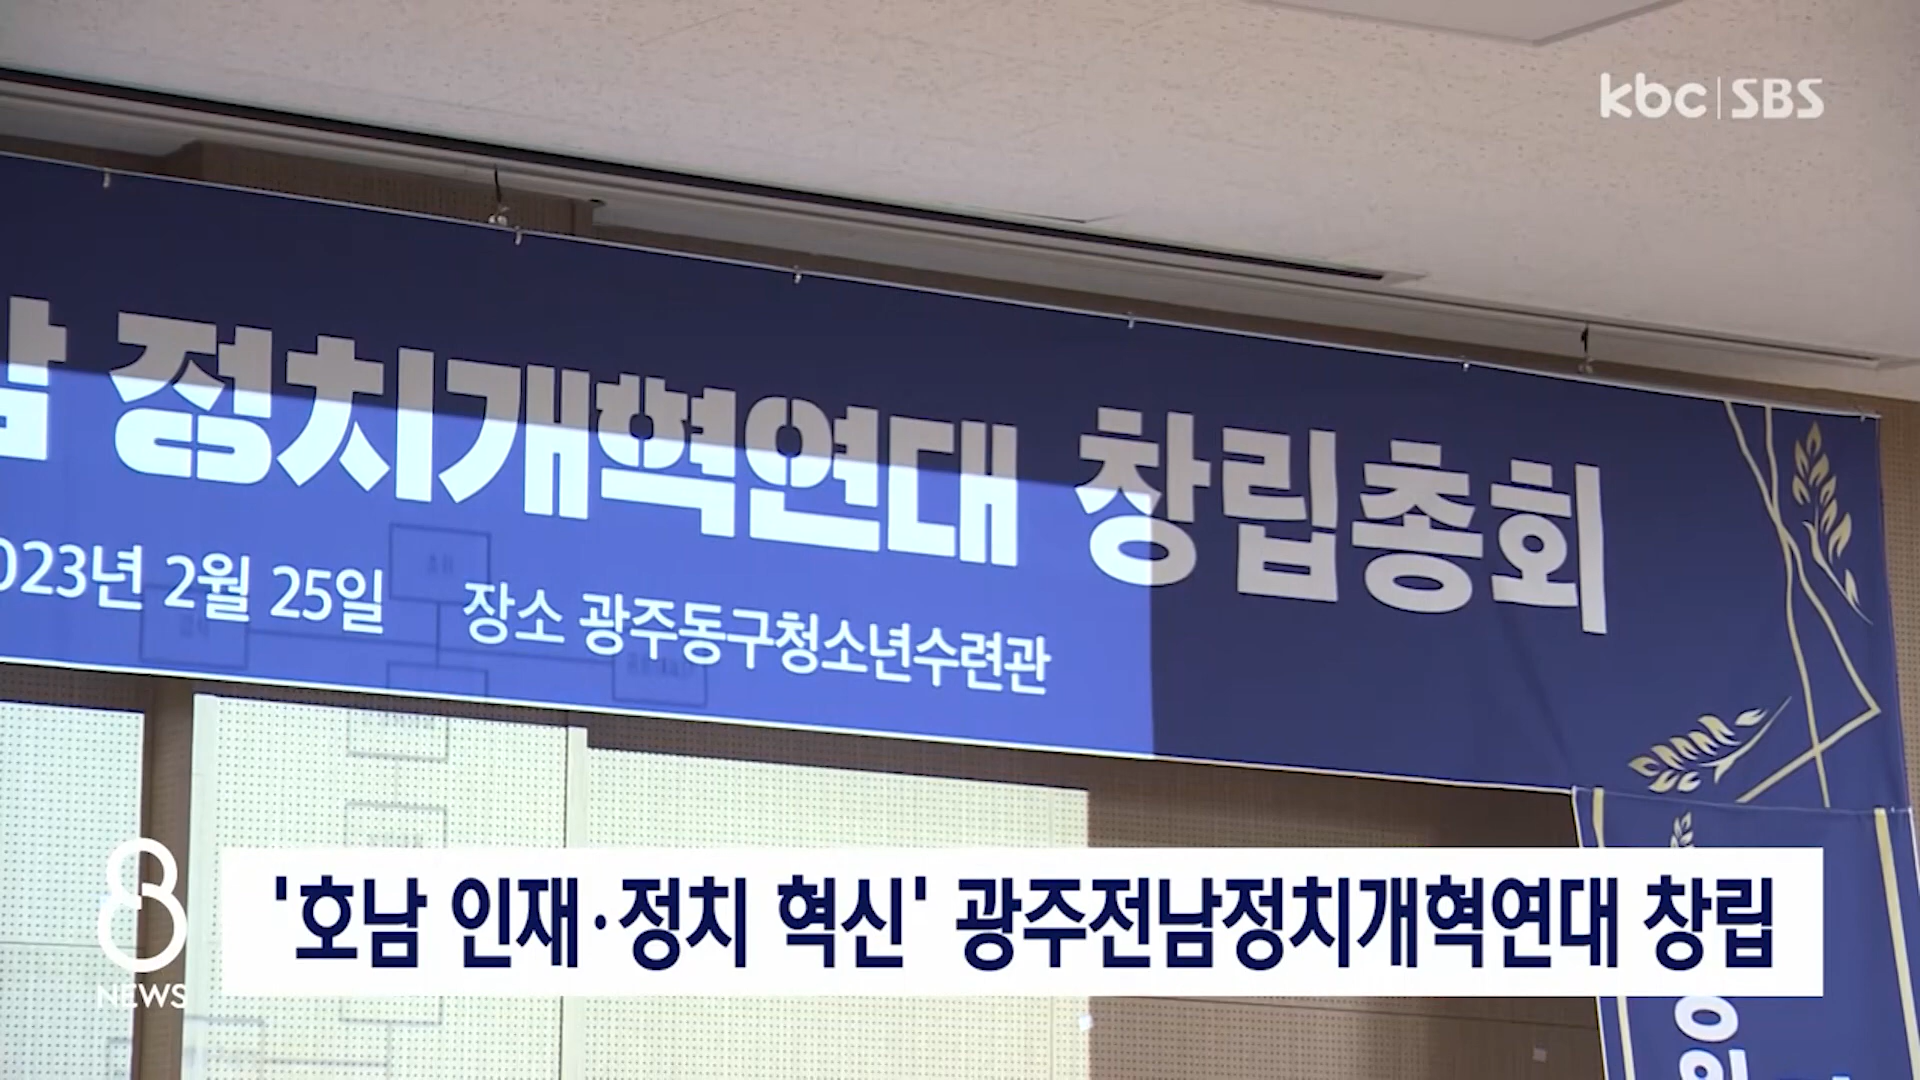 kbc SBS
정치개혁연대 창립총회
023년 2월 25일 장소 광주동구청소년수련관
'호남 인재·정치 혁신' 광주전남정치개혁연대 창립
8
NEWS